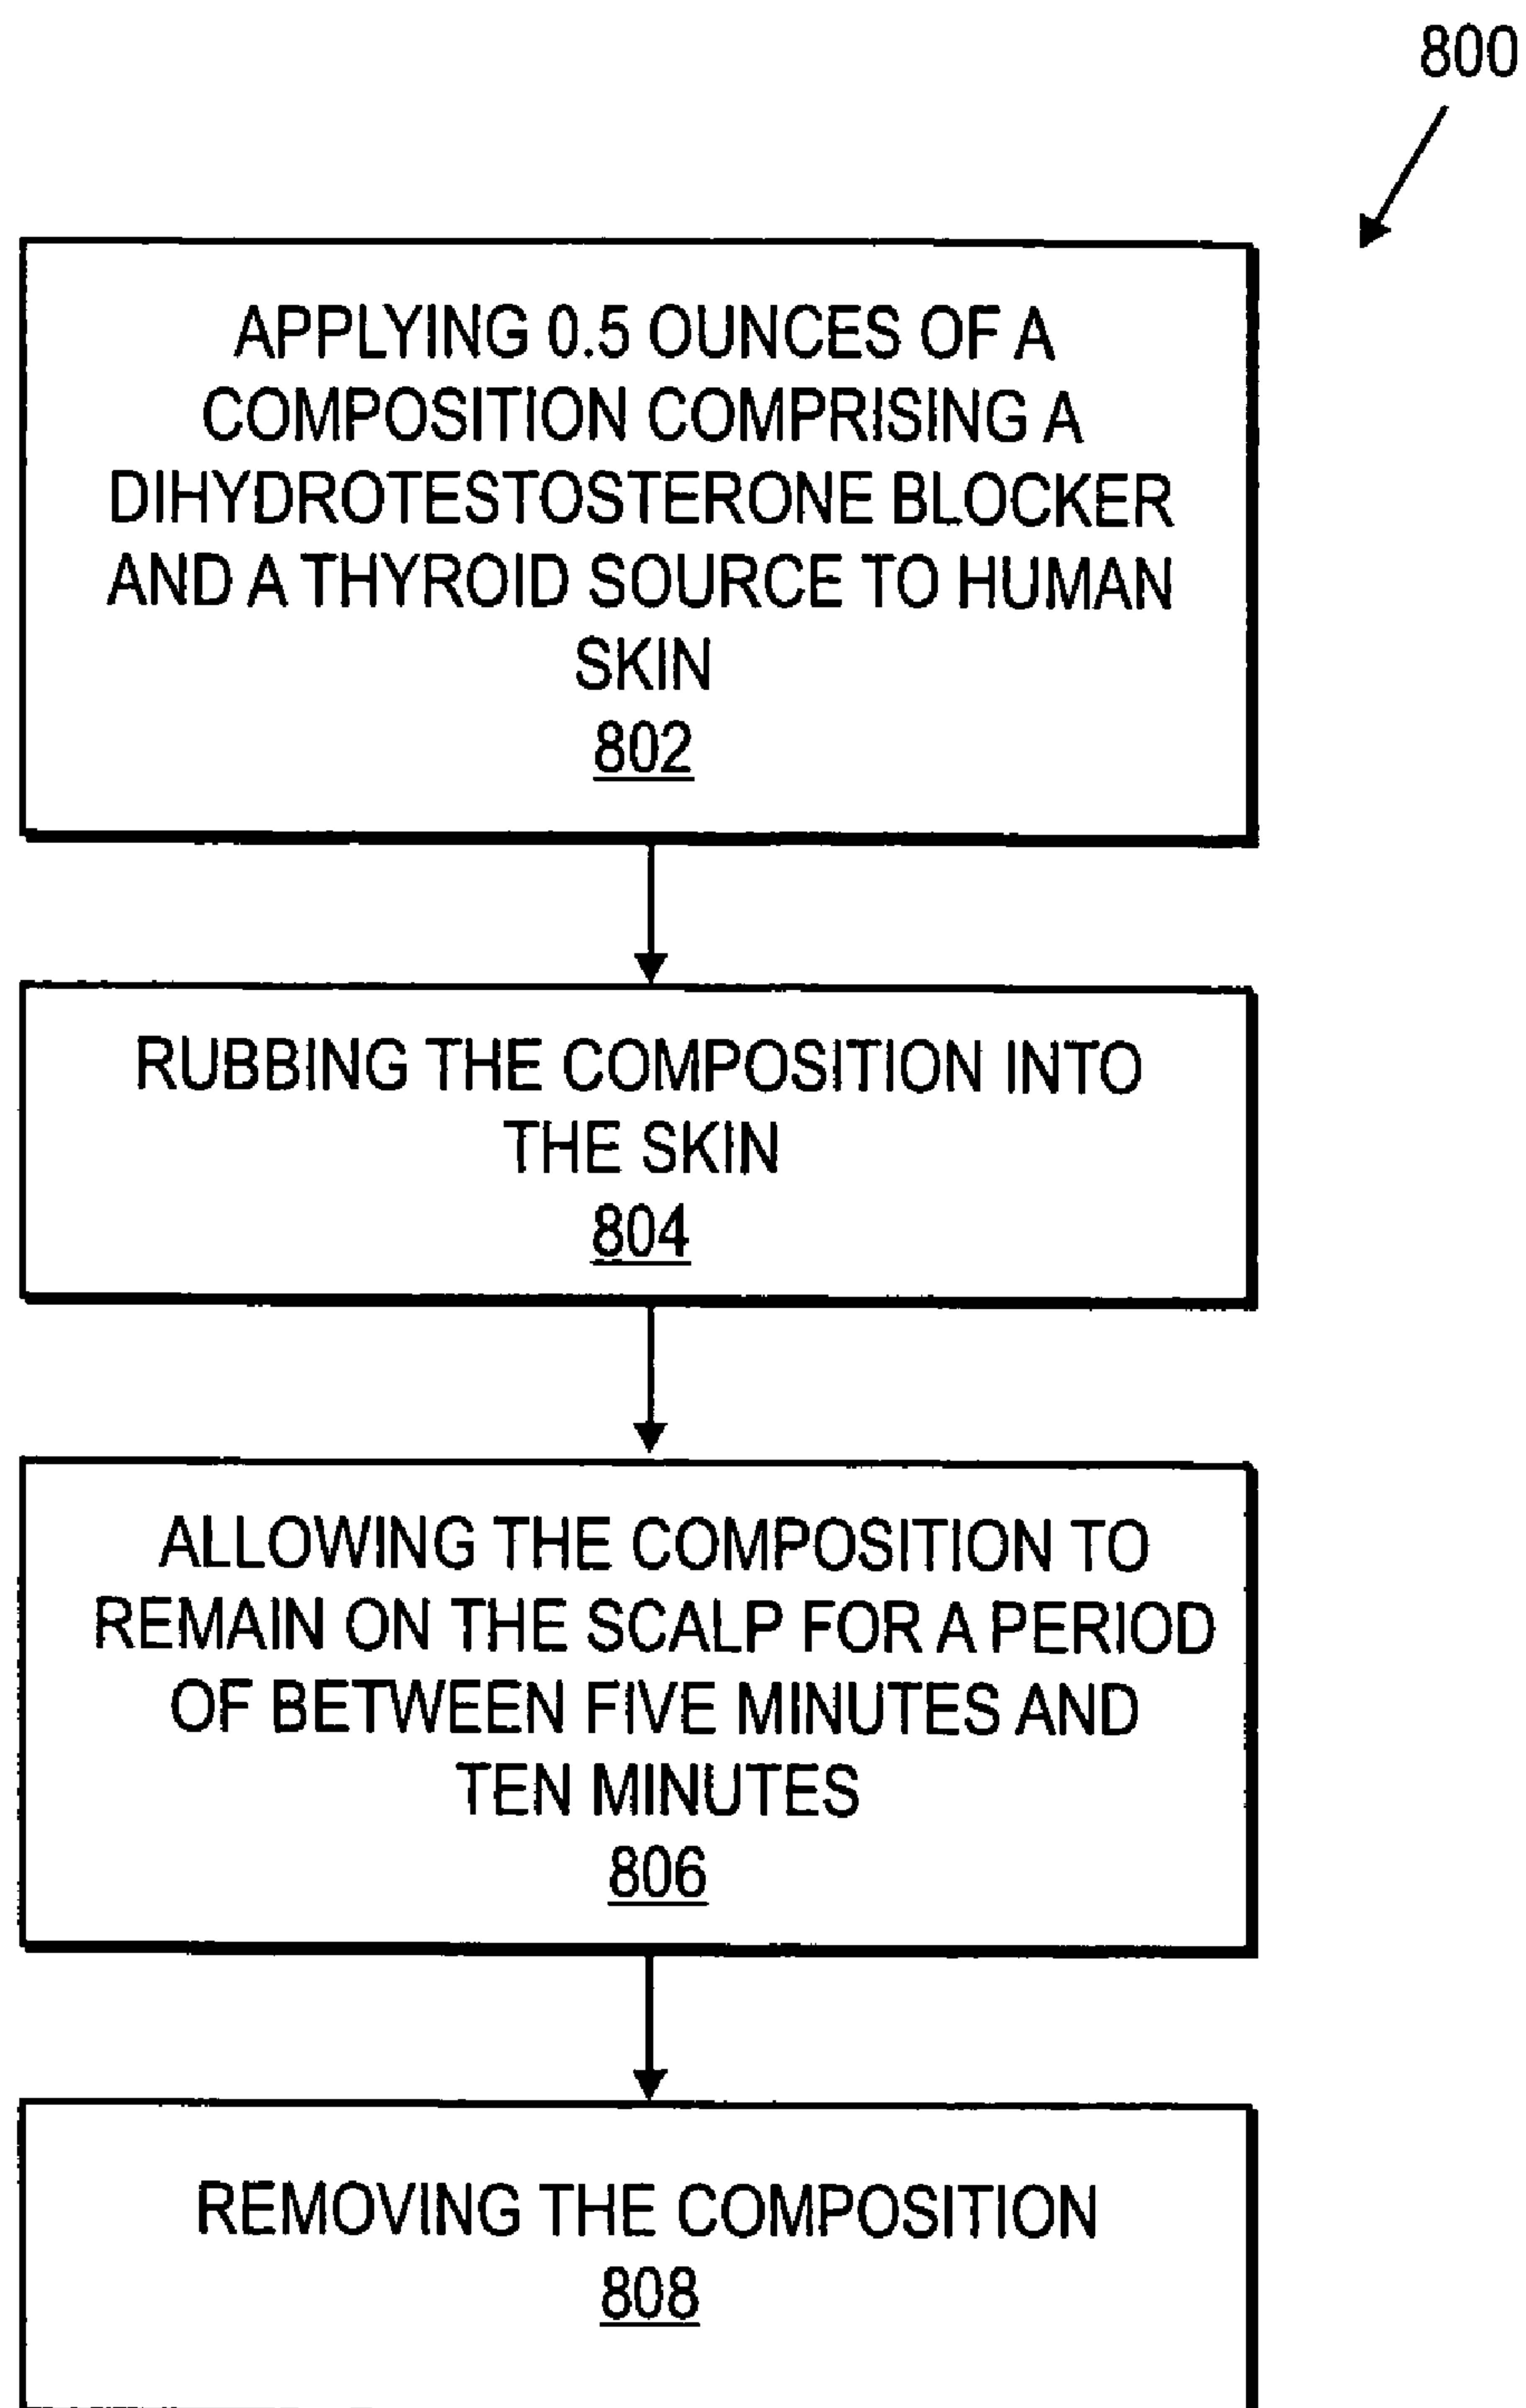 800
APPLYING 0.5 OUNCES OF A
COMPOSITION COMPRISING A
DIHYDROTESTOSTERONE BLOCKER
AND A THYROID SOURCE TO HUMAN
SKIN
802
RUBBING THE COMPOSITION INTO
THE SKIN
804
ALLOWING THE COMPOSITION TO
REMAIN ON THE SCALP FOR A PERIOD
OF BETWEEN FIVE MINUTES AND
TEN MINUTES
806
REMOVING THE COMPOSITION
808